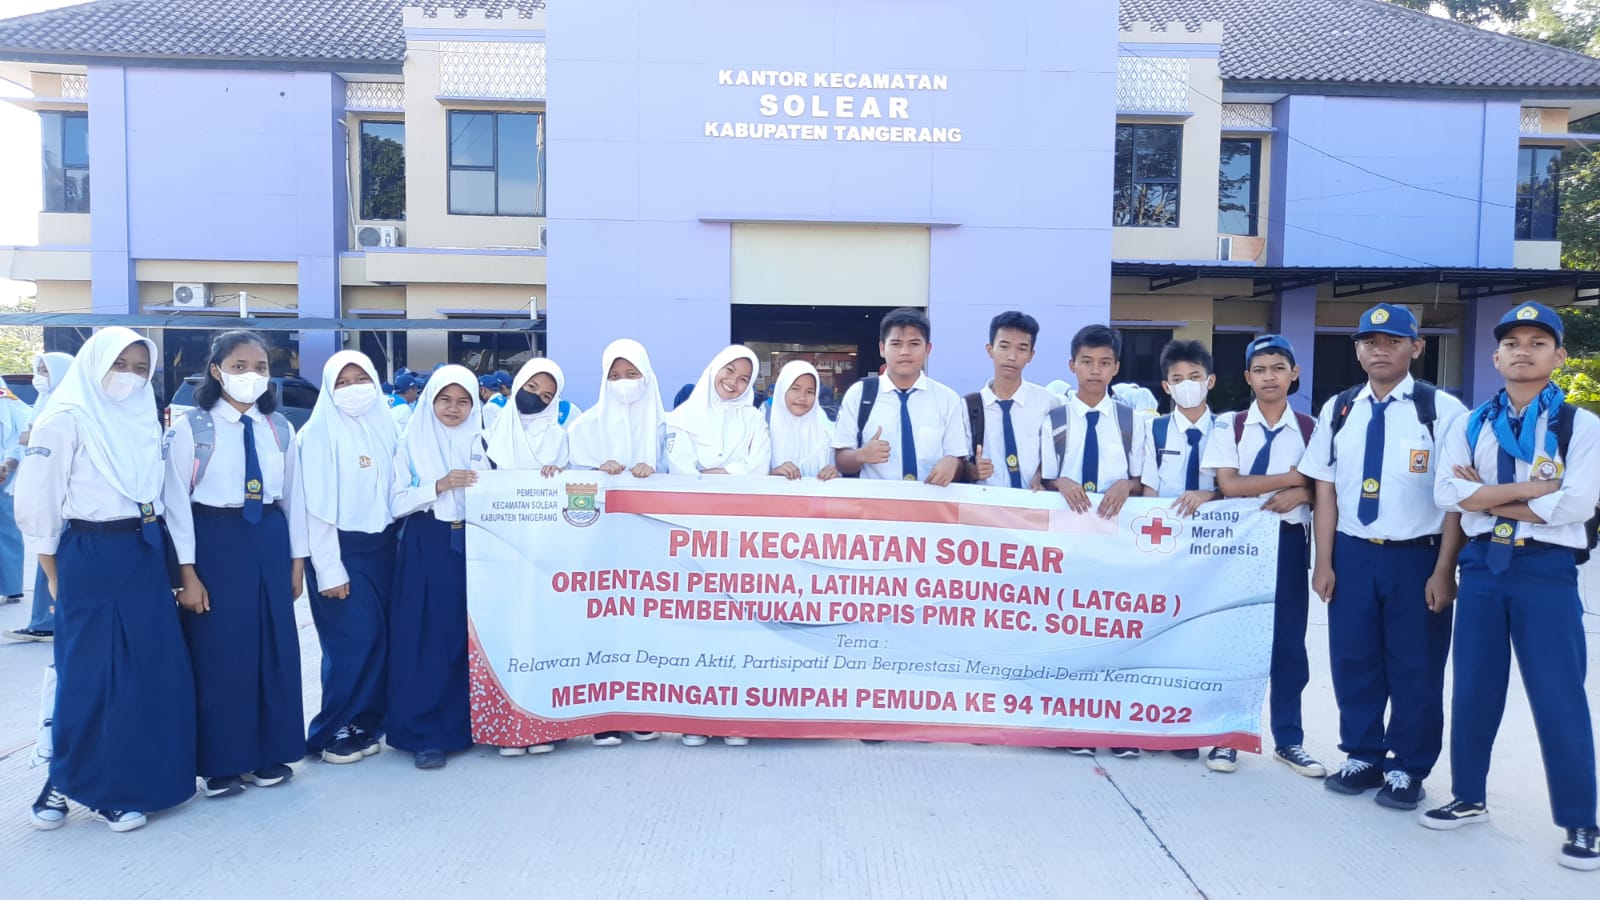 KANTOR KECAMATAN
SOLEAR
KABUPATEN TANGERANG
PEMERINTAH
KECAMATAN SOLEAR
KABUPATEN TANGERANG
Palang
Merah
Indonesia
PMI KECAMATAN SOLEAR
ORIENTASI PEMBINA, LATIHAN GABUNGAN ( LATGAB )
DAN PEMBENTUKAN FORPIS PMR KEC. SOLEAR
Tema :
Relawan Masa Depan Aktif, Partisipatif Dan Berprestasi Mengabdi Demi Kemanusiaan
MEMPERINGATI SUMPAH PEMUDA KE 94 TAHUN 2022